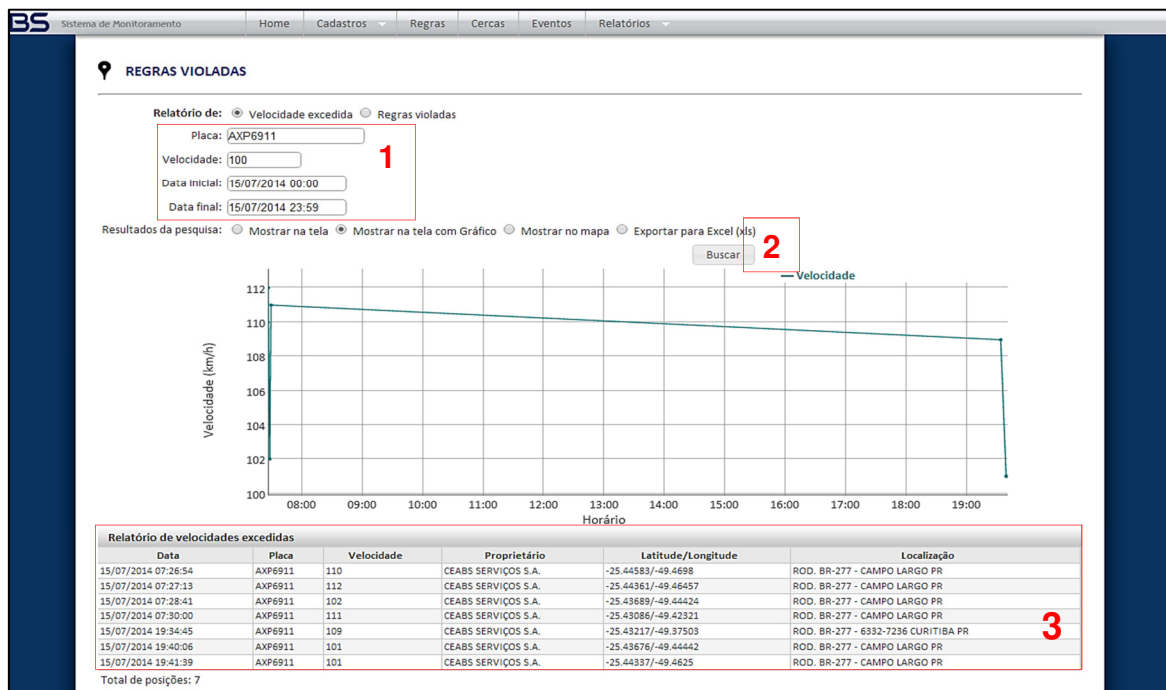 BS Sistema de Monitoramento Home Cadastros Regras Cercas Eventos Relatórios
REGRAS VIOLADAS
Relatório de: Velocidade excedida Regras violadas
Placa: AXP6911
1
Velocidade: 100
Data Inicial: 15/07/2014 00:00
Data final: 15/07/2014 23:59
Resultados da pesquisa: Mostrar na tela Mostrar na tela com Gráfico Mostrar no mapa Exportar para Excel (xls)
2
Buscar
Velocidade
112
110
108
106
104
102
100
Velocidade (km/h)
08:00 09:00 10:00 11:00 12:00 13:00 14:00 15:00 16:00 17:00 18:00 19:00
Horário
Relatório de velocidades excedidas
Data Placa Velocidade Proprietário Latitude/Longitude Localização
15/07/2014 07:26:54 AXP6911 110 CEABS SERVIÇOS S.A. -25.44583/-49.4698 ROD. BR-277 - CAMPO LARGO PR
15/07/2014 07:27:13 AXP6911 112 CEABS SERVIÇOS S.A. -25.44361/-49.46457 ROD. BR-277 - CAMPO LARGO PR
15/07/2014 07:28:41 AXP6911 102 CEABS SERVIÇOS S.A. -25.43689/-49.44424 ROD. BR-277 - CAMPO LARGO PR
15/07/2014 07:30:00 AXP6911 111 CEABS SERVIÇOS S.A. -25.43086/-49.42321 ROD. BR-277 - CAMPO LARGO PR
15/07/2014 19:34:45 AXP6911 109 CEABS SERVIÇOS S.A. -25.43217/-49.37503 ROD. BR-277 - 6332-7236 CURITIBA PR
15/07/2014 19:40:06 AXP6911 101 CEABS SERVIÇOS S.A. -25.43676/-49.44442 ROD. BR-277 - CAMPO LARGO PR
15/07/2014 19:41:39 AXP6911 101 CEABS SERVIÇOS S.A. -25.44337/-49.4625 ROD. BR-277 - CAMPO LARGO PR
3
Total de posições: 7